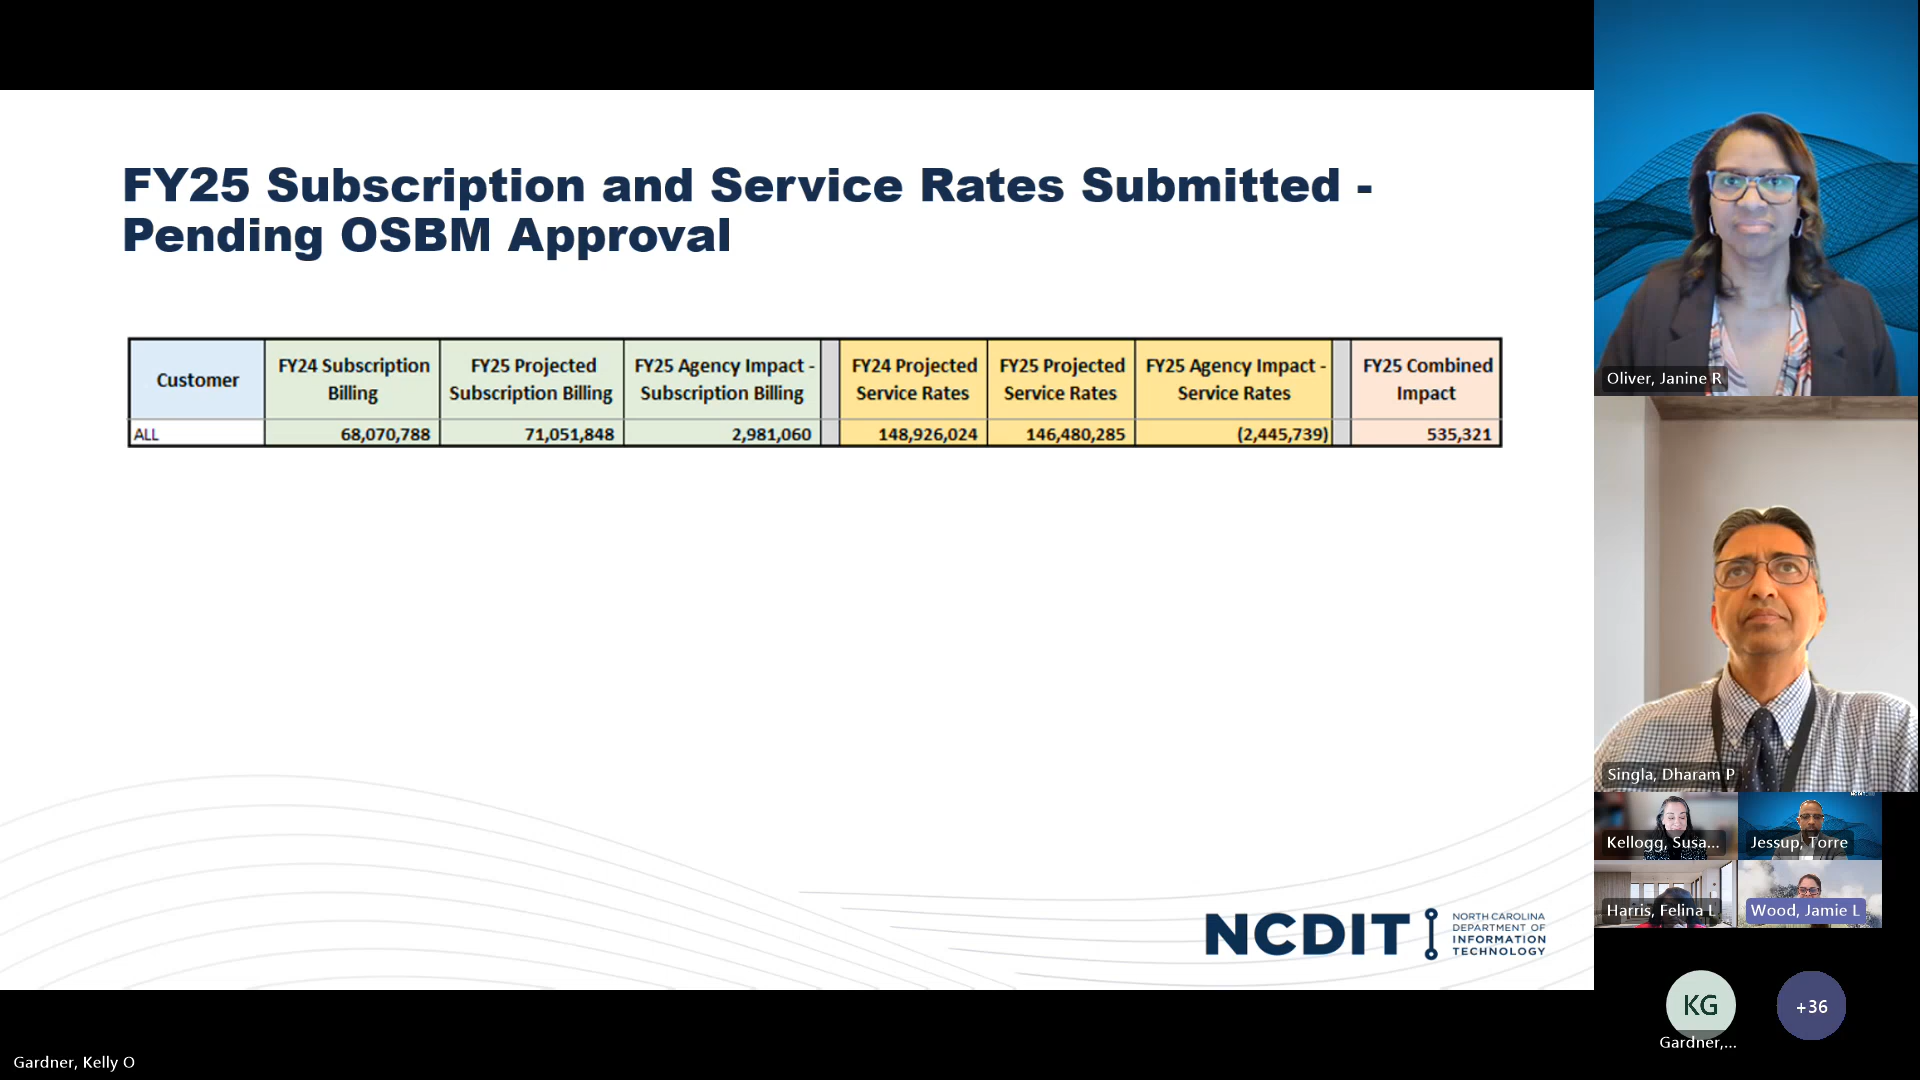 FY25 Subscription and Service Rates Submitted -
Pending OSBM Approval
Customer
FY24 Subscription
Billing
FY25 Projected
Subscription Billing
FY25 Agency Impact -
Subscription Billing
FY24 Projected
Service Rates
FY25 Projected
Service Rates
FY25 Agency Impact -
Service Rates
FY25 Combined
Impact
ALL 68,070,788 71,051,848 2,981,060 148,926,024 146,480,285 (2,445,739) 535,321
NCDIT
NORTH CAROLINA
DEPARTMENT OF
INFORMATION
TECHNOLOGY
Oliver, Janine R
Singla, Dharam P
Kellogg, Susa...
Jessup, Torre
Harris, Felina L
Wood, Jamie L
KG
+36
Gardner,...
Gardner, Kelly O